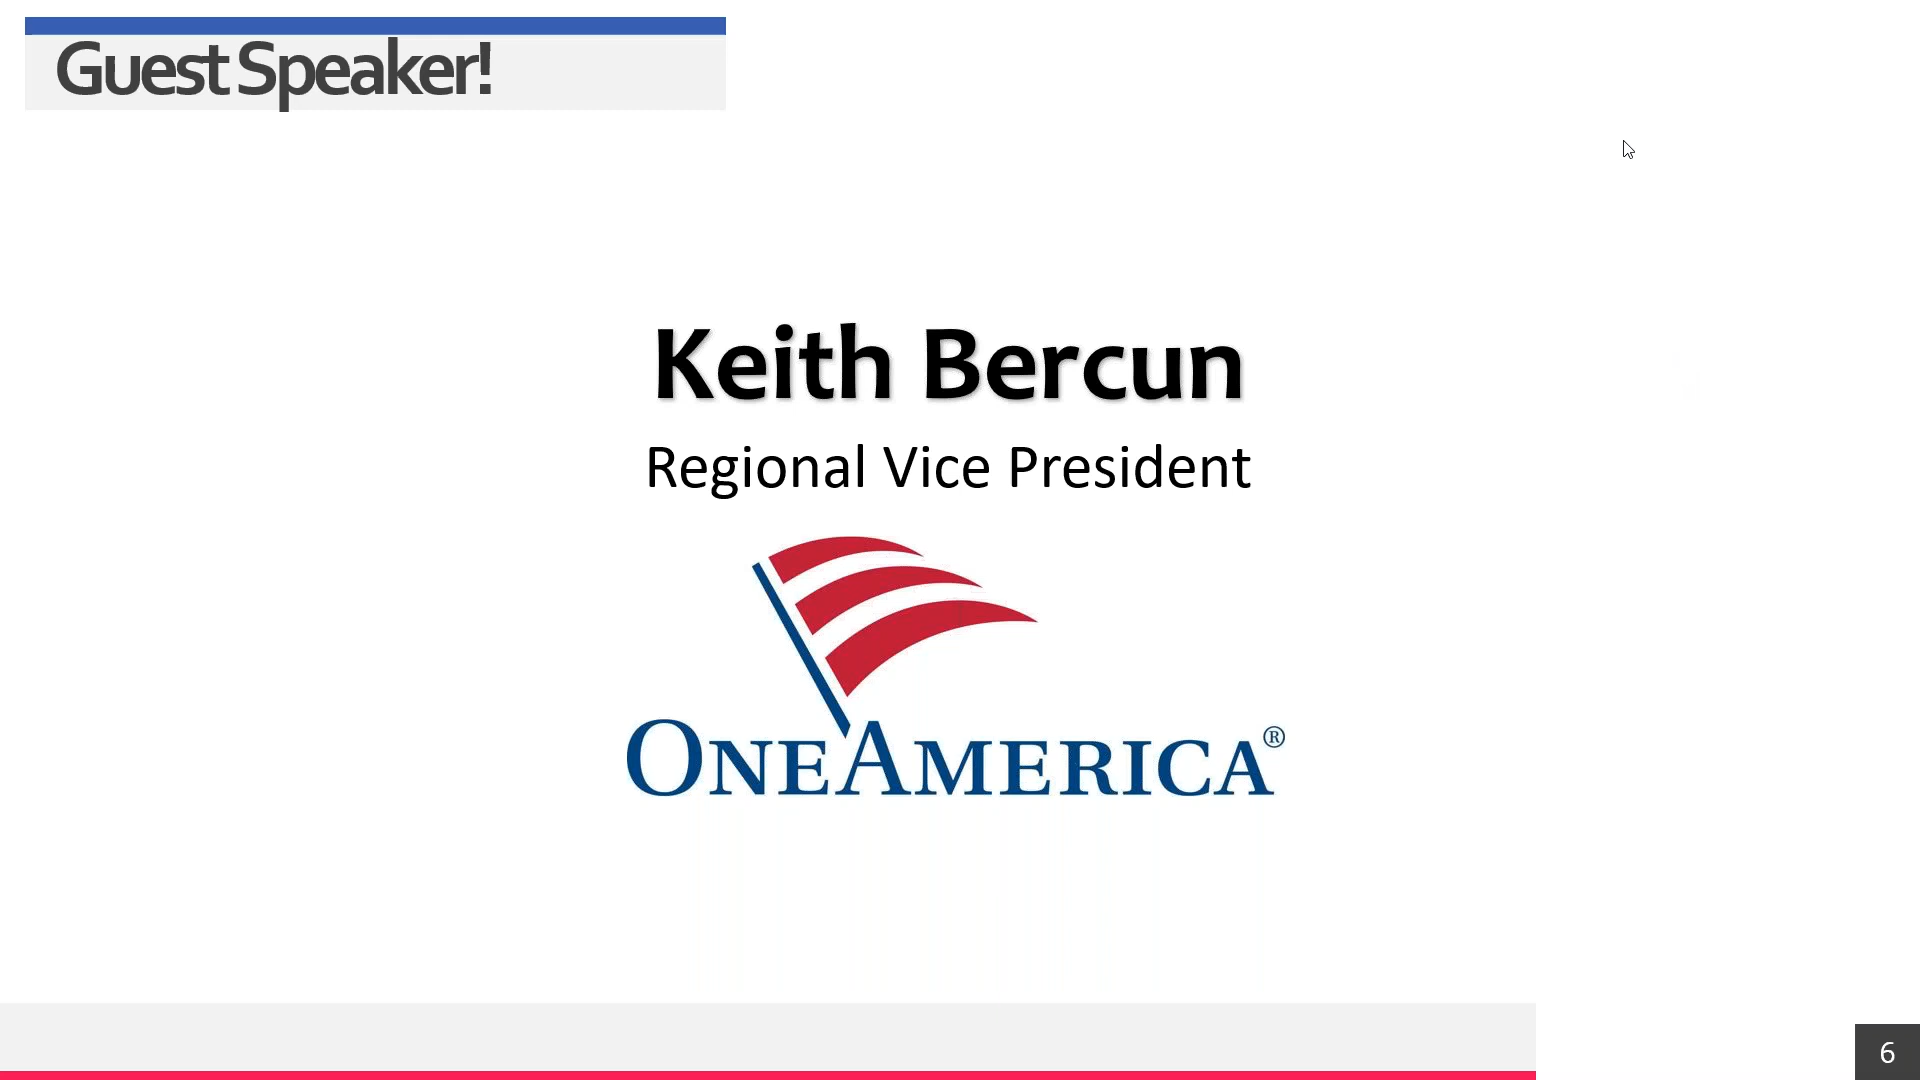 Guest Speaker!
Keith Bercun
Regional Vice President
ONEAMERICA®
6